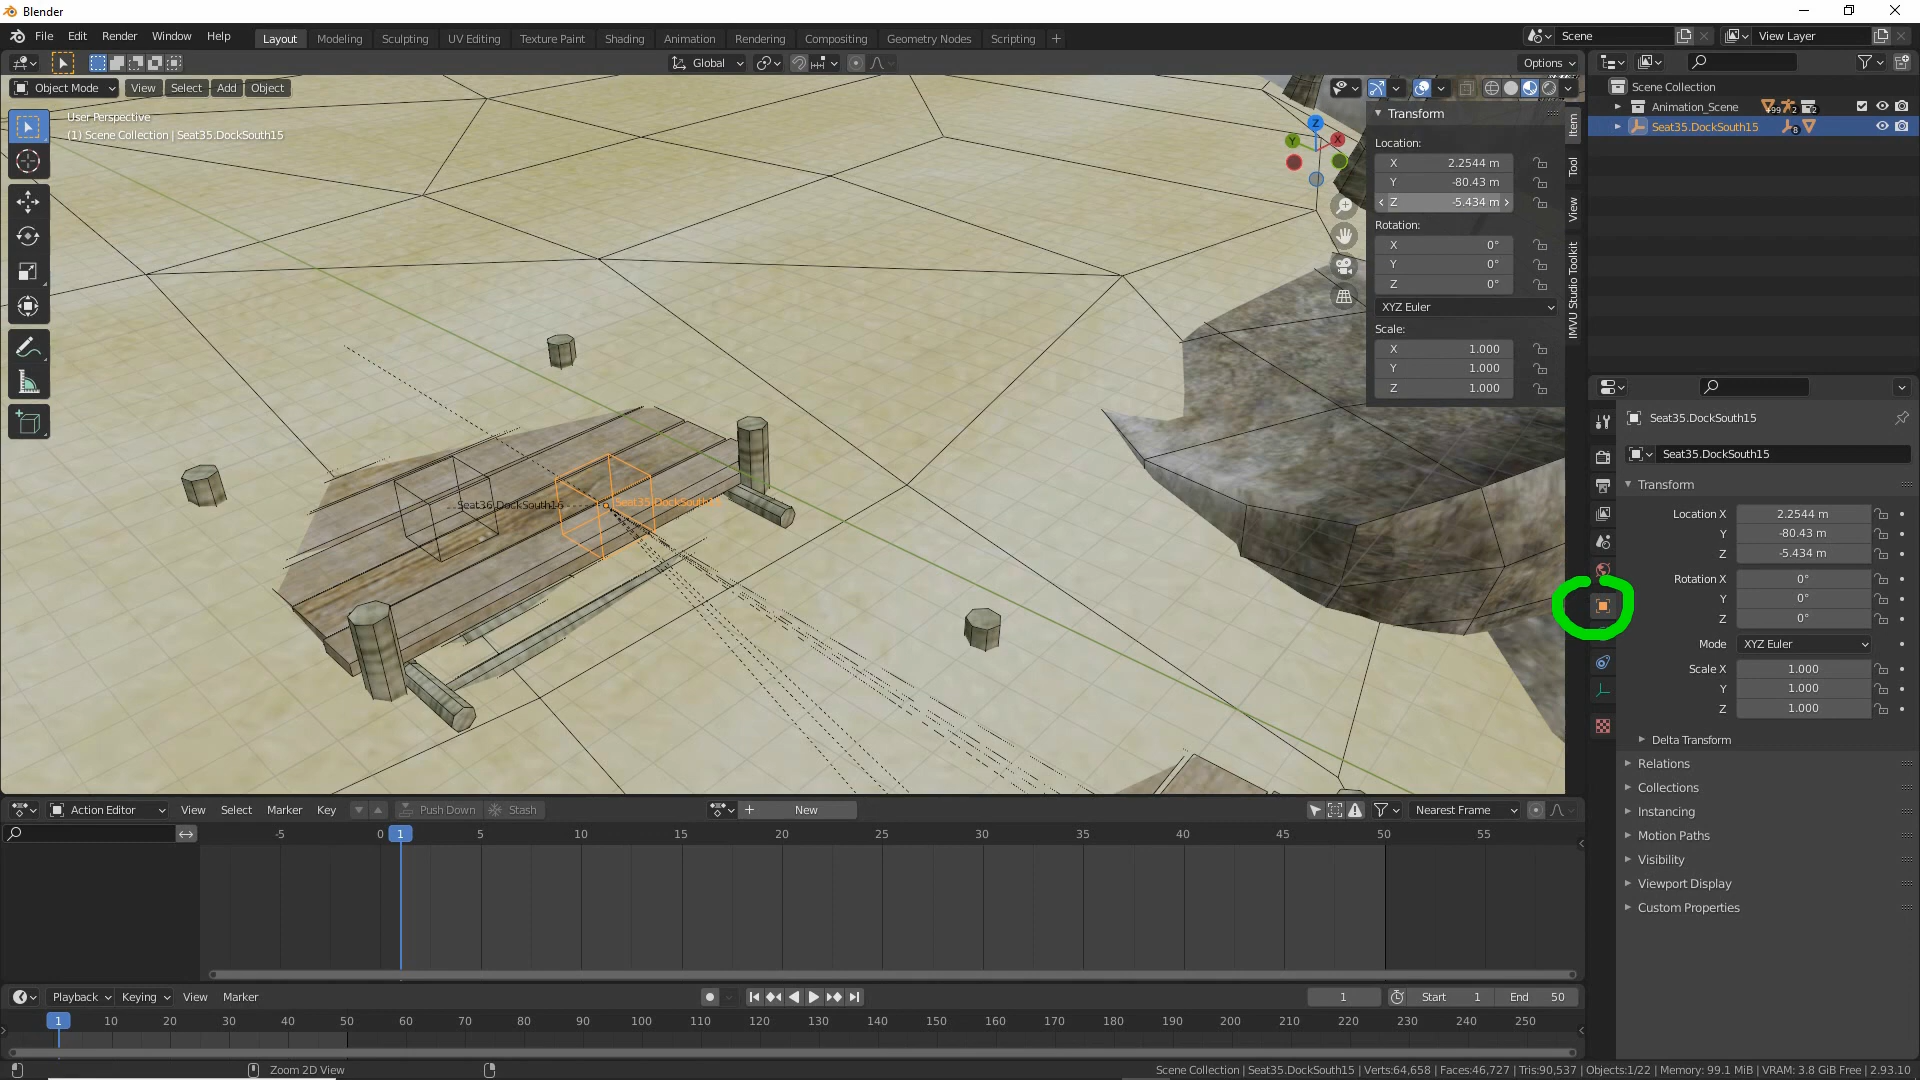 Blender
File Edit Render Window Help
Layout Modeling Sculpting UV Editing Texture Paint Shading Animation Rendering Compositing Geometry Nodes Scripting
Scene
View Layer
Global
Options
Object Mode View Select Add Object
User Perspective
(1) Scene Collection | Seat35.DockSouth15
Z
Y
X
Transform
Location:
X 2.2544 m
Y -80.43 m
Z -5.434 m
Rotation:
X 0°
Y 0°
Z 0°
XYZ Euler
Scale:
X 1.000
Y 1.000
Z 1.000
Item
Tool
View
IMVU Studio Toolkit
Scene Collection
Animation_Scene +99 2 2
Seat35.DockSouth15 8
Seat36.DockSouth16
Seat35.DockSouth15
Seat35.DockSouth15
Seat35.DockSouth15
Transform
Location X 2.2544 m
Y -80.43 m
Z -5.434 m
Rotation X 0°
Y 0°
Z 0°
Mode XYZ Euler
Scale X 1.000
Y 1.000
Z 1.000
Delta Transform
Relations
Collections
Instancing
Motion Paths
Visibility
Viewport Display
Custom Properties
Action Editor View Select Marker Key Push Down Stash New Nearest Frame
-5 0 1 5 10 15 20 25 30 35 40 45 50 55
Playback Keying View Marker 1 Start 1 End 50
1 10 20 30 40 50 60 70 80 90 100 110 120 130 140 150 160 170 180 190 200 210 220 230 240 250
Zoom 2D View
Scene Collection | Seat35.DockSouth15 | Verts:64,658 | Faces:46,727 | Tris:90,537 | Objects:1/22 | Memory: 99.1 MiB | VRAM: 3.8 GiB Free | 2.93.10